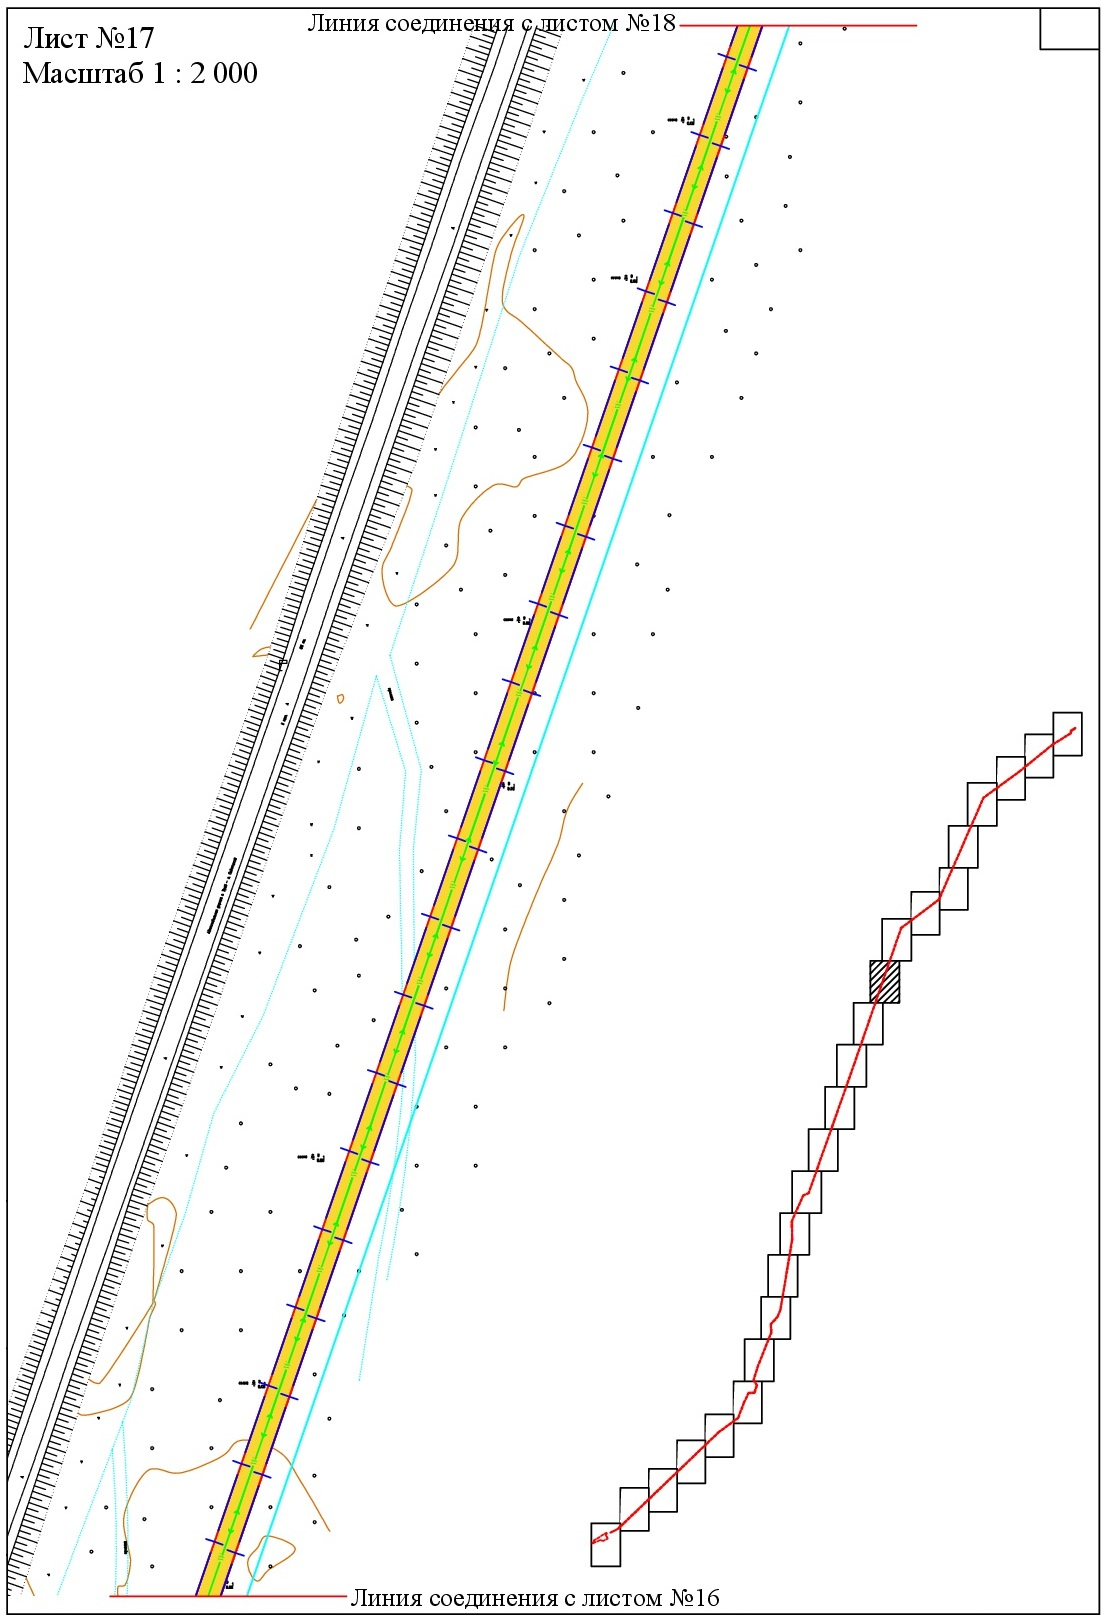 Линия соединения с листом №18
Лист №17
Масштаб 1 : 2 000
Линия соединения с листом №16